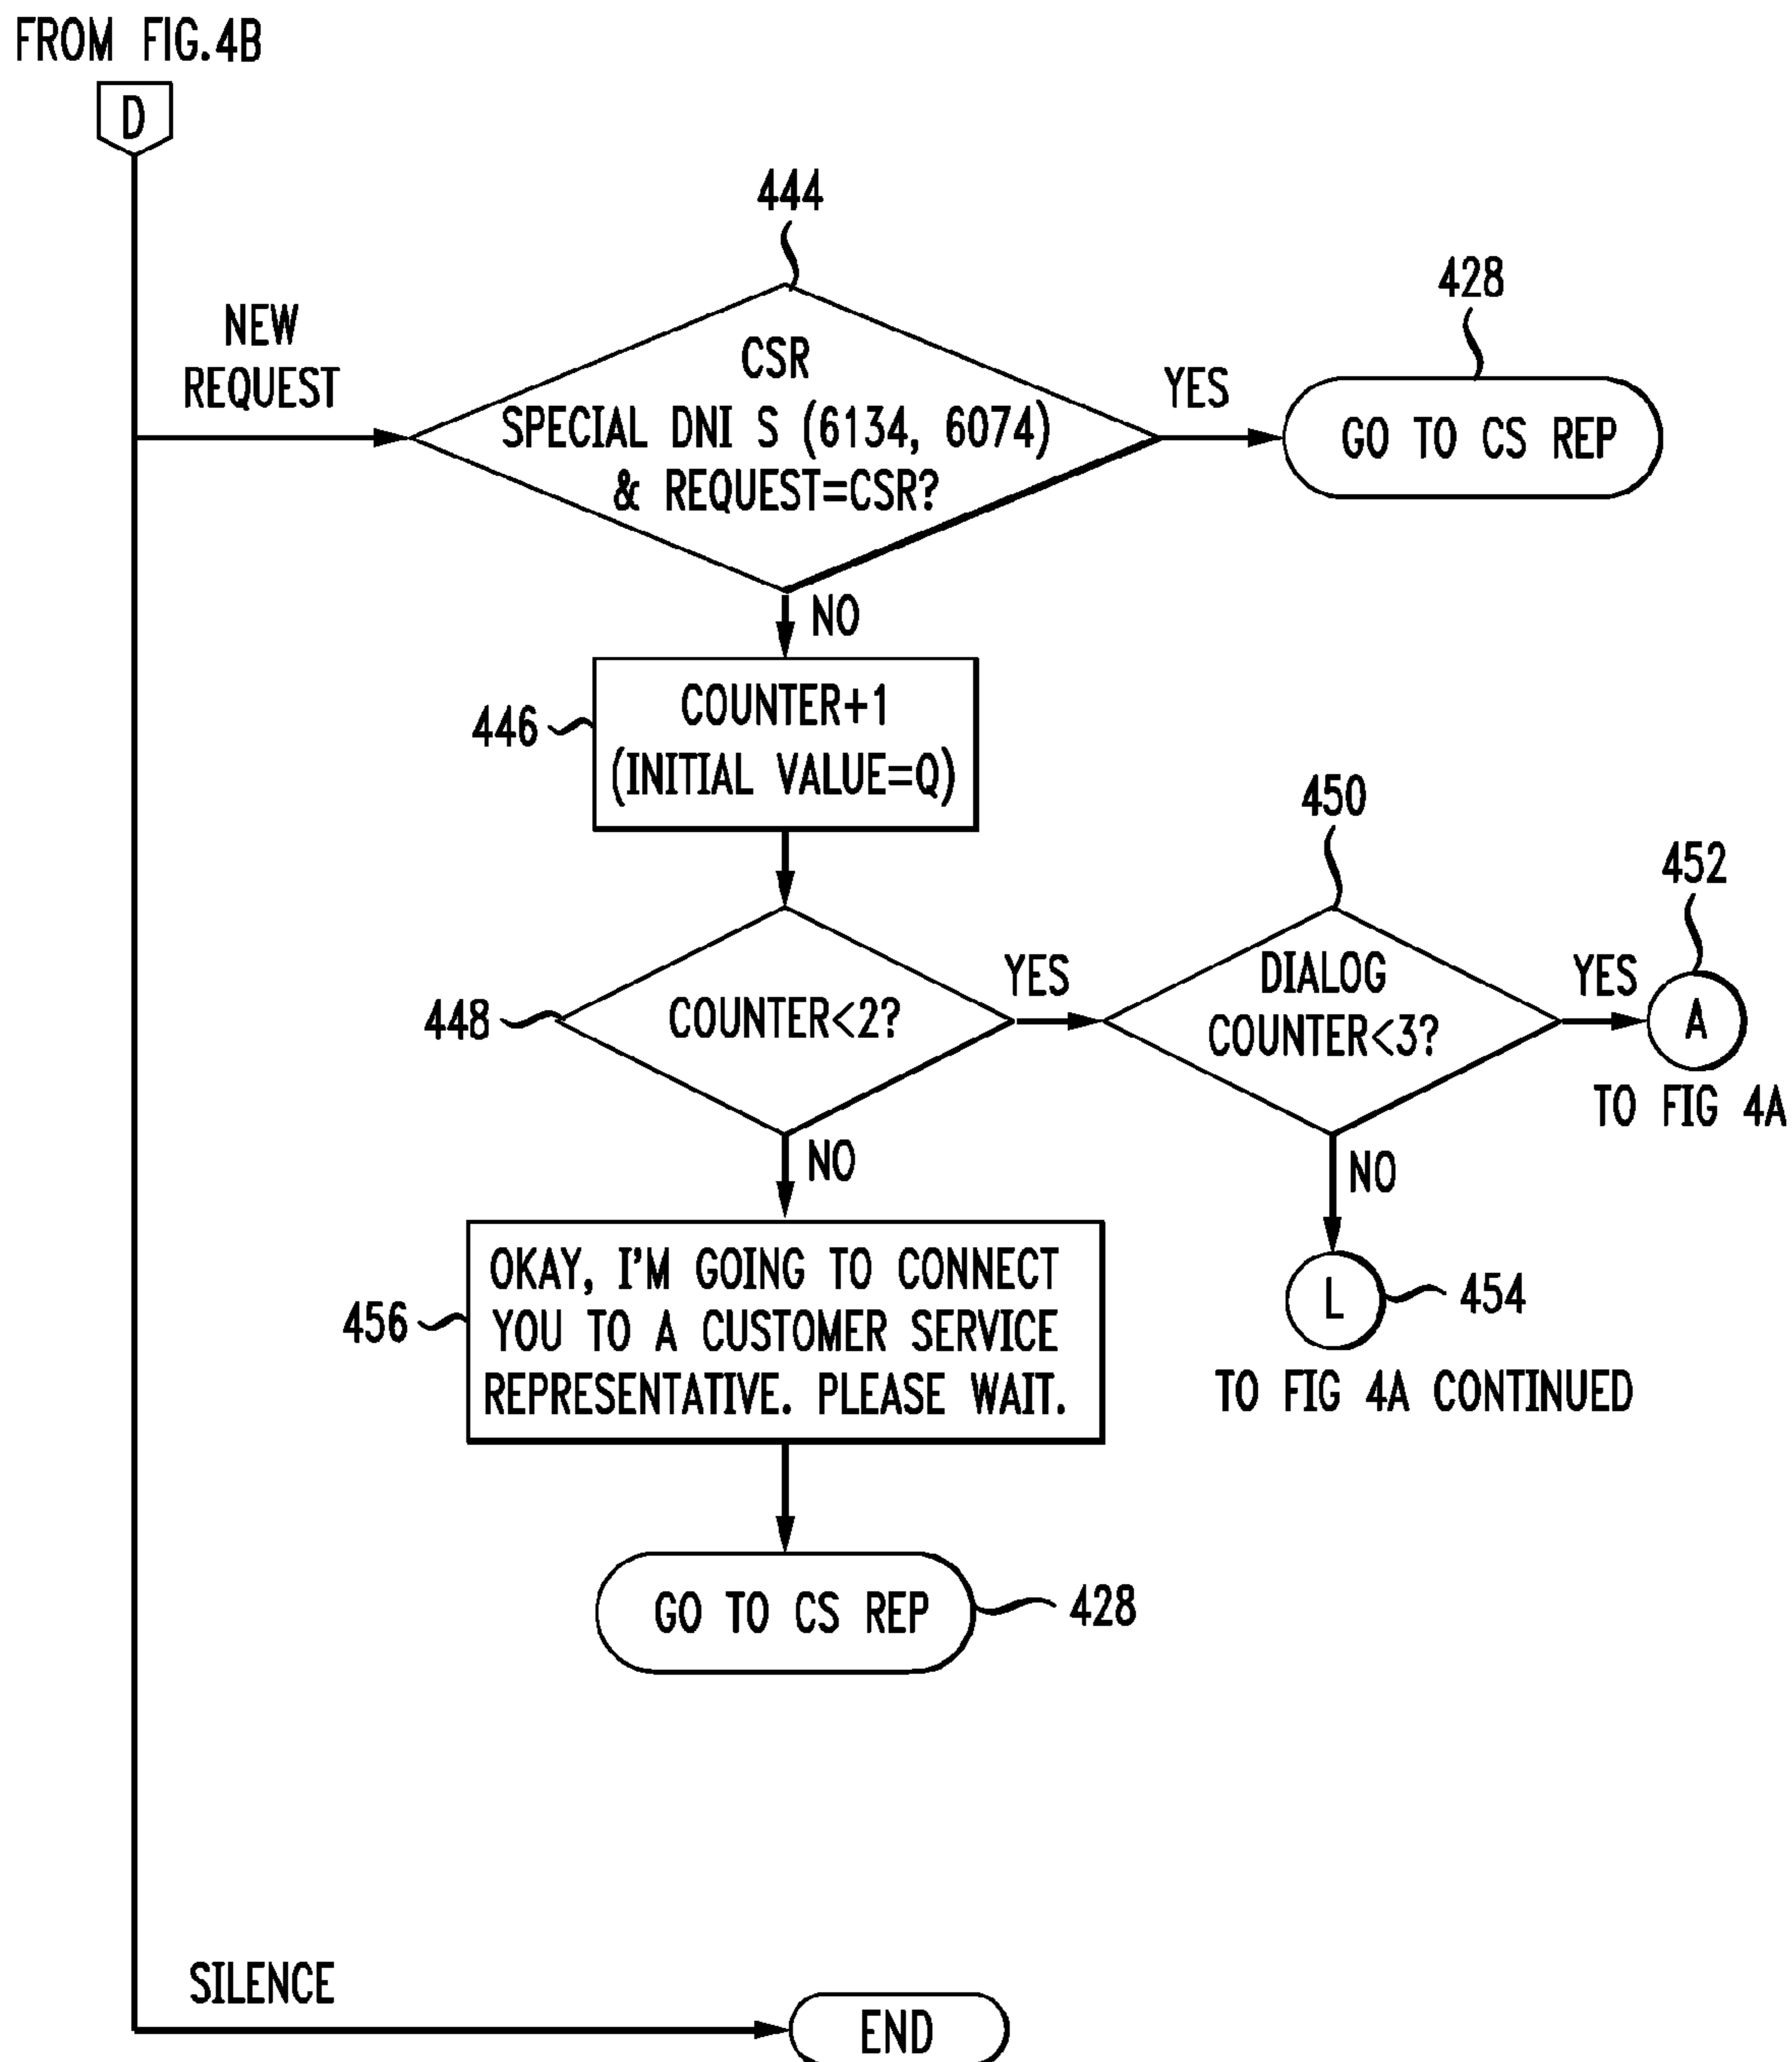 FROM FIG.4B
D
444
428
NEW
REQUEST
CSR
SPECIAL DNI S (6134, 6074)
& REQUEST=CSR?
YES
GO TO CS REP
NO
446
COUNTER+1
(INITIAL VALUE=Q)
450
452
448
COUNTER<2?
YES
DIALOG
COUNTER<3?
YES
A
TO FIG 4A
NO
NO
456
OKAY, I'M GOING TO CONNECT
YOU TO A CUSTOMER SERVICE
REPRESENTATIVE. PLEASE WAIT.
L
454
TO FIG 4A CONTINUED
GO TO CS REP
428
SILENCE
END